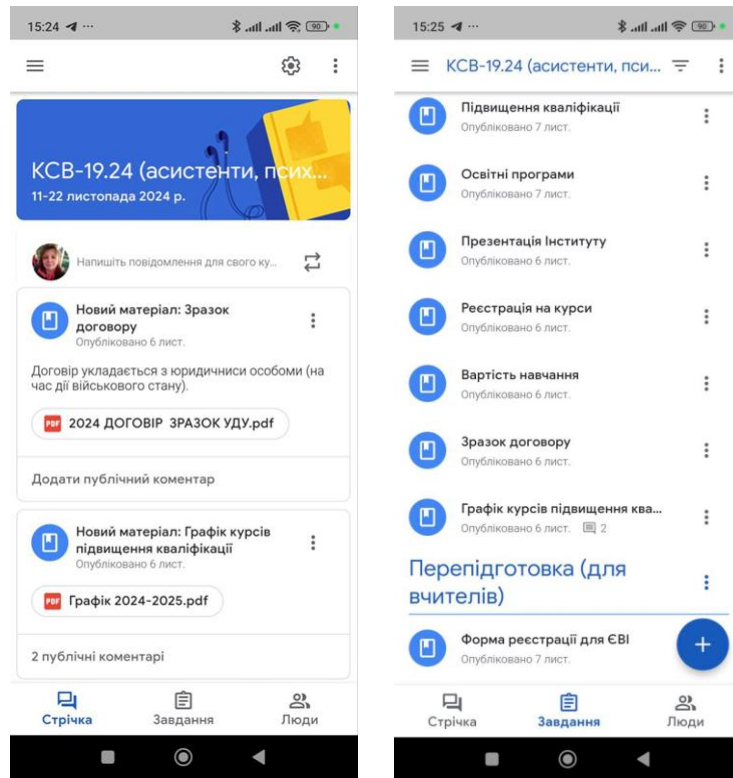 15:24
90
КСВ-19.24 (асистенти, псих...
11-22 листопада 2024 р.
Напишіть повідомлення для свого ку...
Новий матеріал: Зразок
договору
Опубліковано 6 лист.
Договір укладається з юридичниси особоми (на
час дії військового стану).
PDF 2024 ДОГОВІР ЗРАЗОК УДУ.pdf
Додати публічний коментар
Новий матеріал: Графік курсів
підвищення кваліфікації
Опубліковано 6 лист.
PDF Графік 2024-2025.pdf
2 публічні коментарі
Стрічка
Завдання
Люди
15:25
90
КСВ-19.24 (асистенти, пси...
Підвищення кваліфікації
Опубліковано 7 лист.
Освітні програми
Опубліковано 7 лист.
Презентація Інституту
Опубліковано 6 лист.
Реєстрація на курси
Опубліковано 6 лист.
Вартість навчання
Опубліковано 6 лист.
Зразок договору
Опубліковано 6 лист.
Графік курсів підвищення ква...
Опубліковано 6 лист. 2
Перепідготовка (для
вчителів)
Форма реєстрації для ЄВІ
Опубліковано 7 лист.
Стрічка
Завдання
Люди